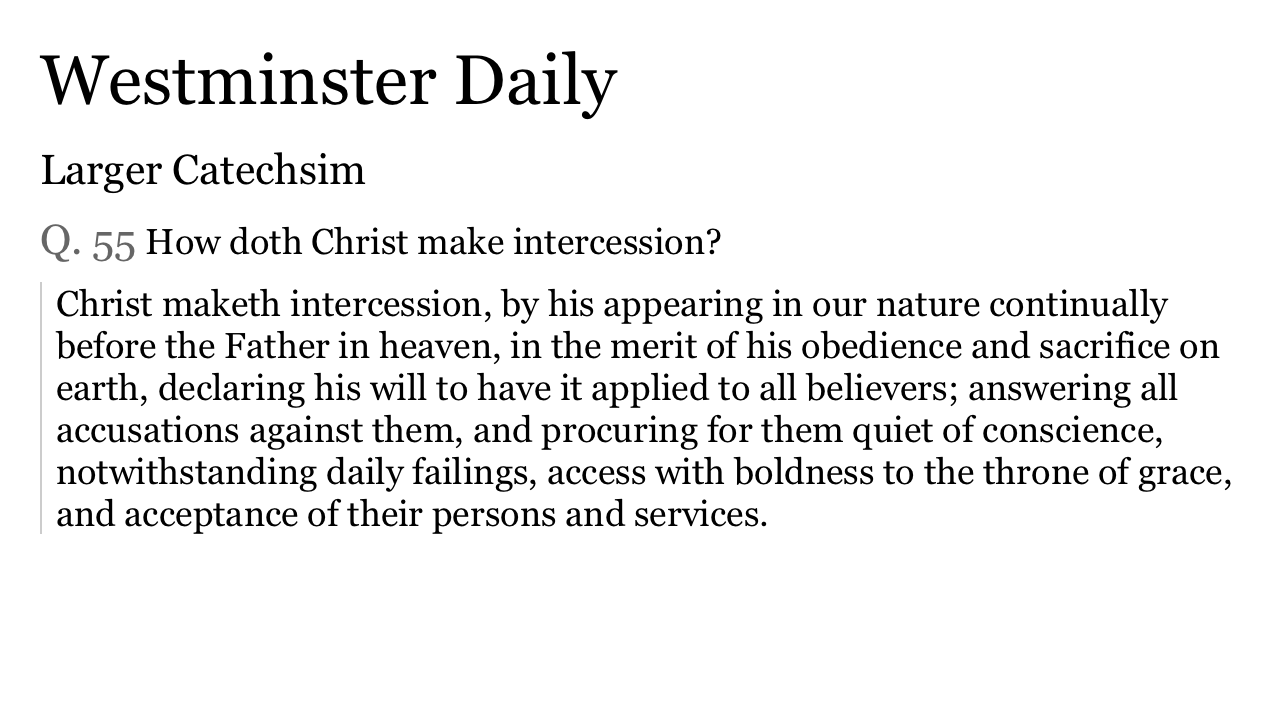 Westminster Daily
Larger Catechsim
Q. 55 How doth Christ make intercession?
Christ maketh intercession, by his appearing in our nature continually
before the Father in heaven, in the merit of his obedience and sacrifice on
earth, declaring his will to have it applied to all believers; answering all
accusations against them, and procuring for them quiet of conscience,
notwithstanding daily failings, access with boldness to the throne of grace,
and acceptance of their persons and services.